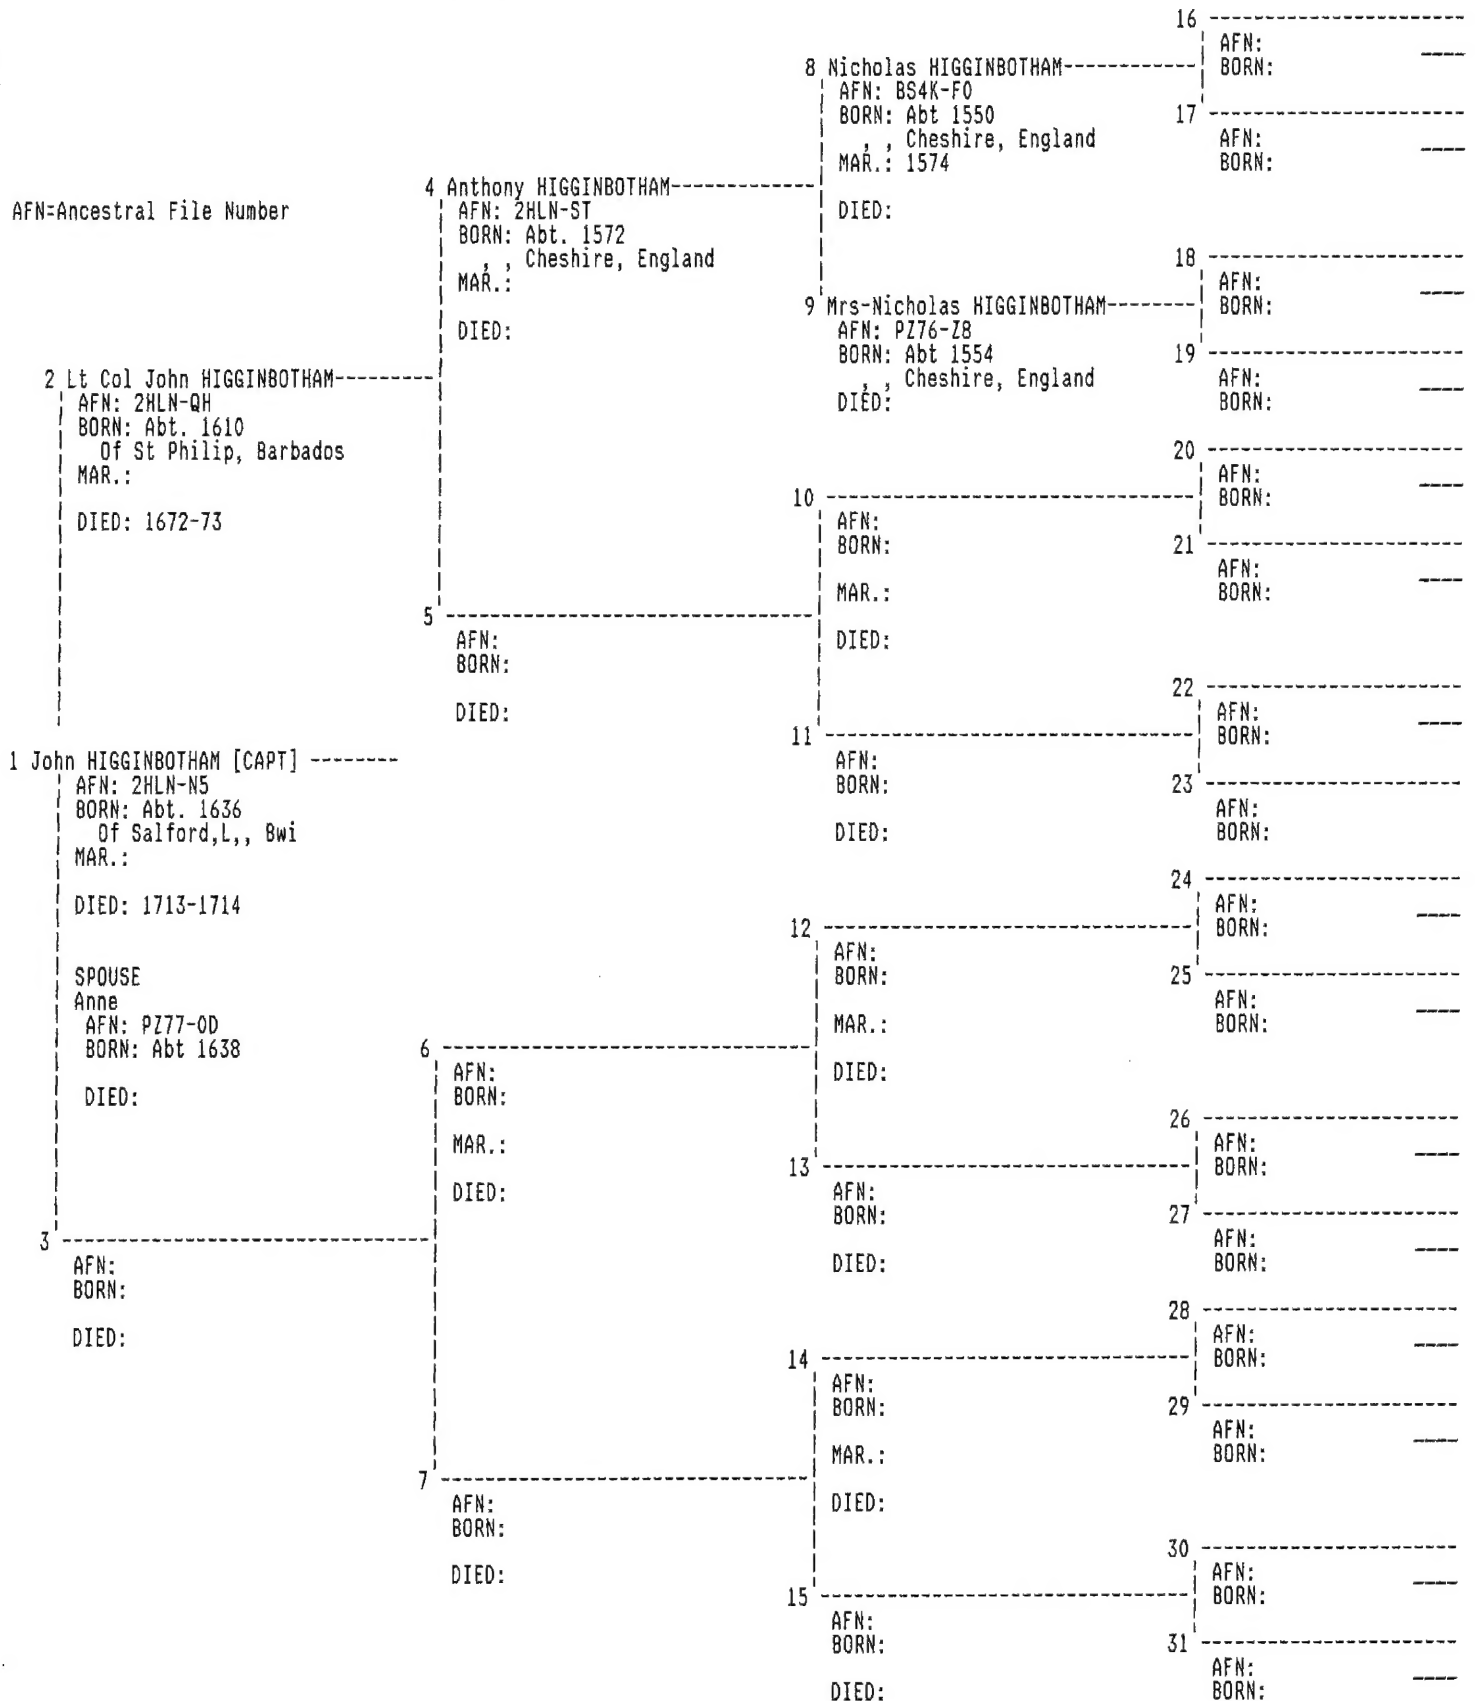 AFN=Ancestral File Number
1 John HIGGINBOTHAM [CAPT] --------
AFN: 2HLN-N5
BORN: Abt. 1636
Of Salford,L,, Bwi
MAR.:
DIED: 1713-1714
SPOUSE
Anne
AFN: PZ77-0D
BORN: Abt 1638
DIED:
2 Lt Col John HIGGINBOTHAM---------
AFN: 2HLN-QH
BORN: Abt. 1610
Of St Philip, Barbados
MAR.:
DIED: 1672-73
3
AFN:
BORN:
DIED:
4 Anthony HIGGINBOTHAM-------------
AFN: 2HLN-ST
BORN: Abt. 1572
, , Cheshire, England
MAR.:
DIED:
5
AFN:
BORN:
DIED:
6
AFN:
BORN:
MAR.:
DIED:
7
AFN:
BORN:
DIED:
8 Nicholas HIGGINBOTHAM------------
AFN: BS4K-F0
BORN: Abt 1550
, , Cheshire, England
MAR.: 1574
DIED:
9 Mrs-Nicholas HIGGINBOTHAM--------
AFN: PZ76-Z8
BORN: Abt 1554
, , Cheshire, England
DIED:
10
AFN:
BORN:
MAR.:
DIED:
11
AFN:
BORN:
DIED:
12
AFN:
BORN:
MAR.:
DIED:
13
AFN:
BORN:
DIED:
14
AFN:
BORN:
MAR.:
DIED:
15
AFN:
BORN:
DIED:
16
AFN:
BORN:
17
AFN:
BORN:
18
AFN:
BORN:
19
AFN:
BORN:
20
AFN:
BORN:
21
AFN:
BORN:
22
AFN:
BORN:
23
AFN:
BORN:
24
AFN:
BORN:
25
AFN:
BORN:
26
AFN:
BORN:
27
AFN:
BORN:
28
AFN:
BORN:
29
AFN:
BORN:
30
AFN:
BORN:
31
AFN:
BORN: